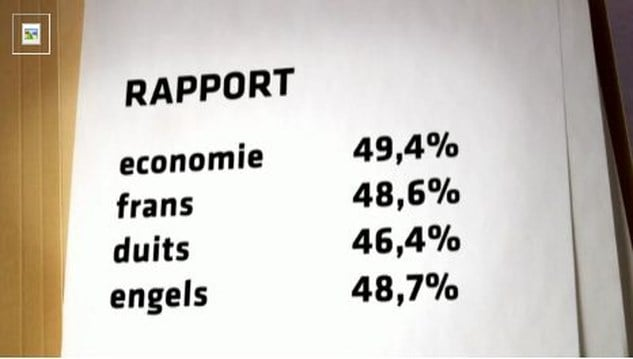 RAPPORT
economie 49,4%
frans 48,6%
duits 46,4%
engels 48,7%